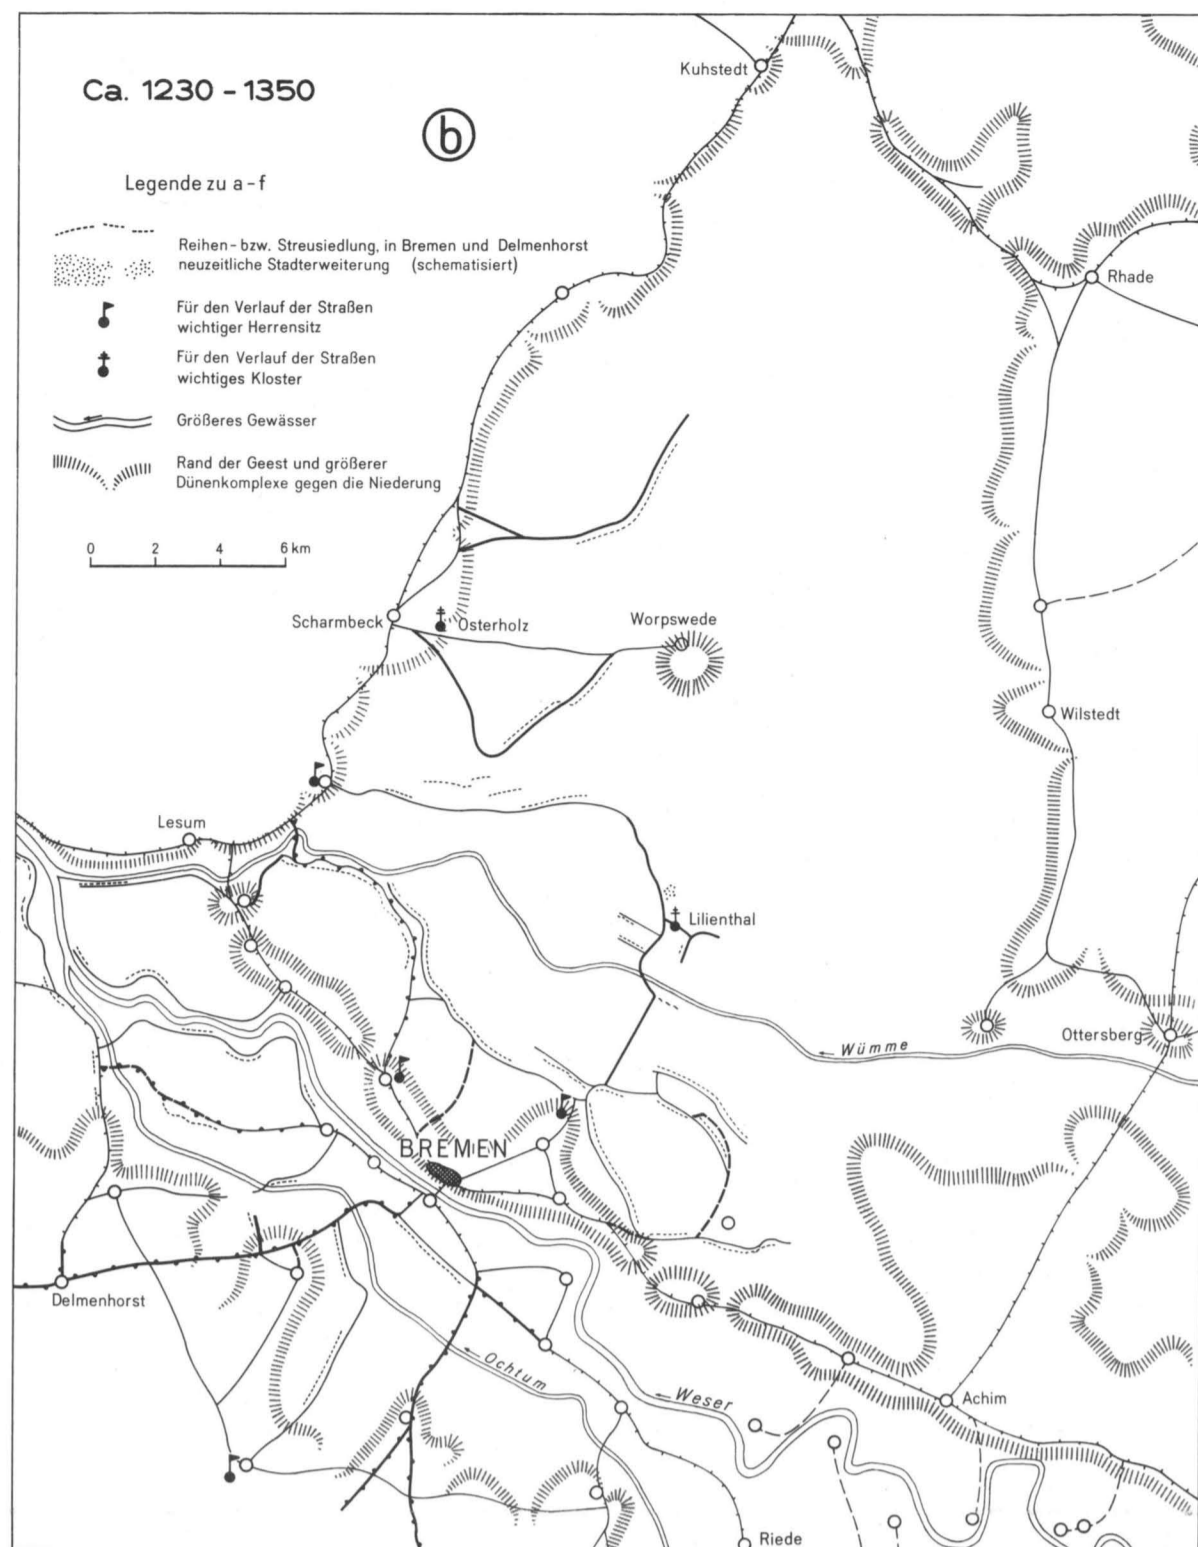 Ca. 1230 - 1350
b
Legende zu a - f
Reihen- bzw. Streusiedlung, in Bremen und Delmenhorst
neuzeitliche Stadterweiterung (schematisiert)
Für den Verlauf der Straßen
wichtiger Herrensitz
Für den Verlauf der Straßen
wichtiges Kloster
Größeres Gewässer
Rand der Geest und größerer
Dünenkomplexe gegen die Niederung
0 2 4 6 km
Kuhstedt
Rhade
Scharmbeck
Osterholz
Worpswede
Wilstedt
Lesum
Lilienthal
Ottersberg
Wümme
BREMEN
Delmenhorst
Ochtum
Weser
Achim
Riede